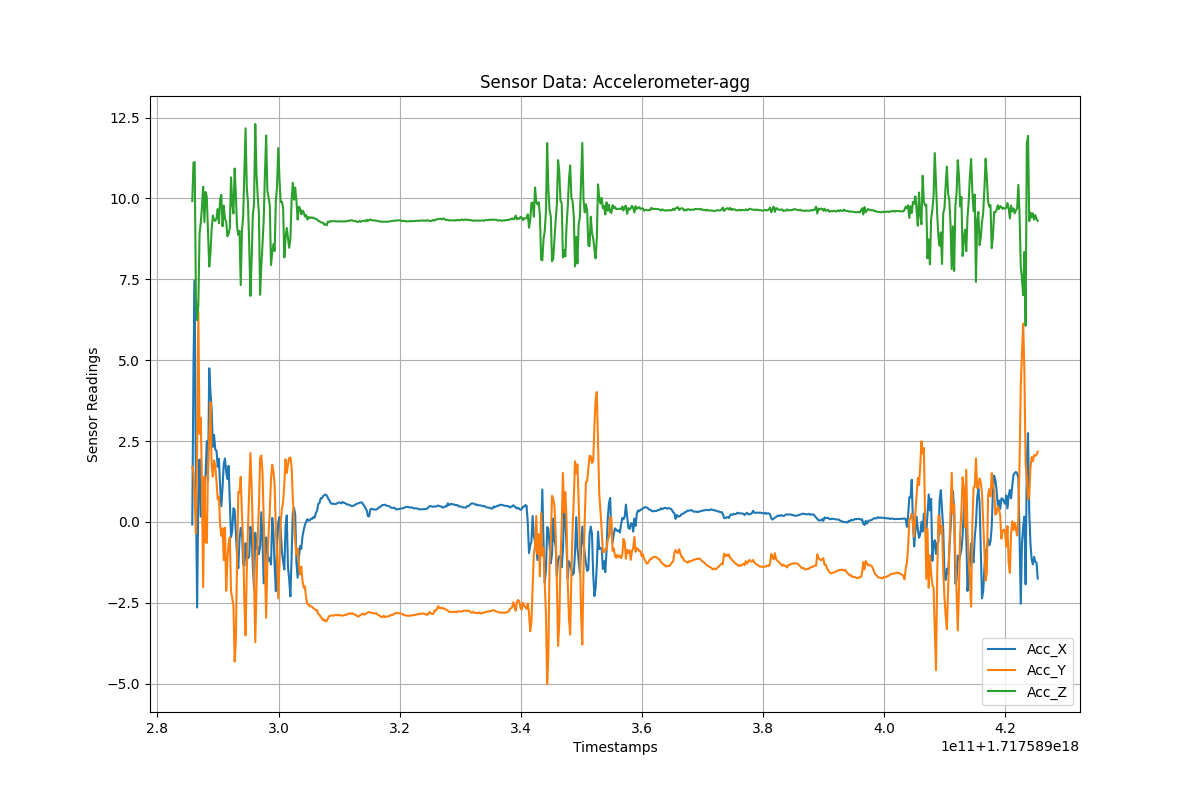 Sensor Data: Accelerometer-agg
12.5
10.0
7.5
5.0
2.5
0.0
−2.5
−5.0
Sensor Readings
2.8
3.0
3.2
3.4
3.6
3.8
4.0
4.2
Timestamps
1e11+1.717589e18
Acc_X
Acc_Y
Acc_Z